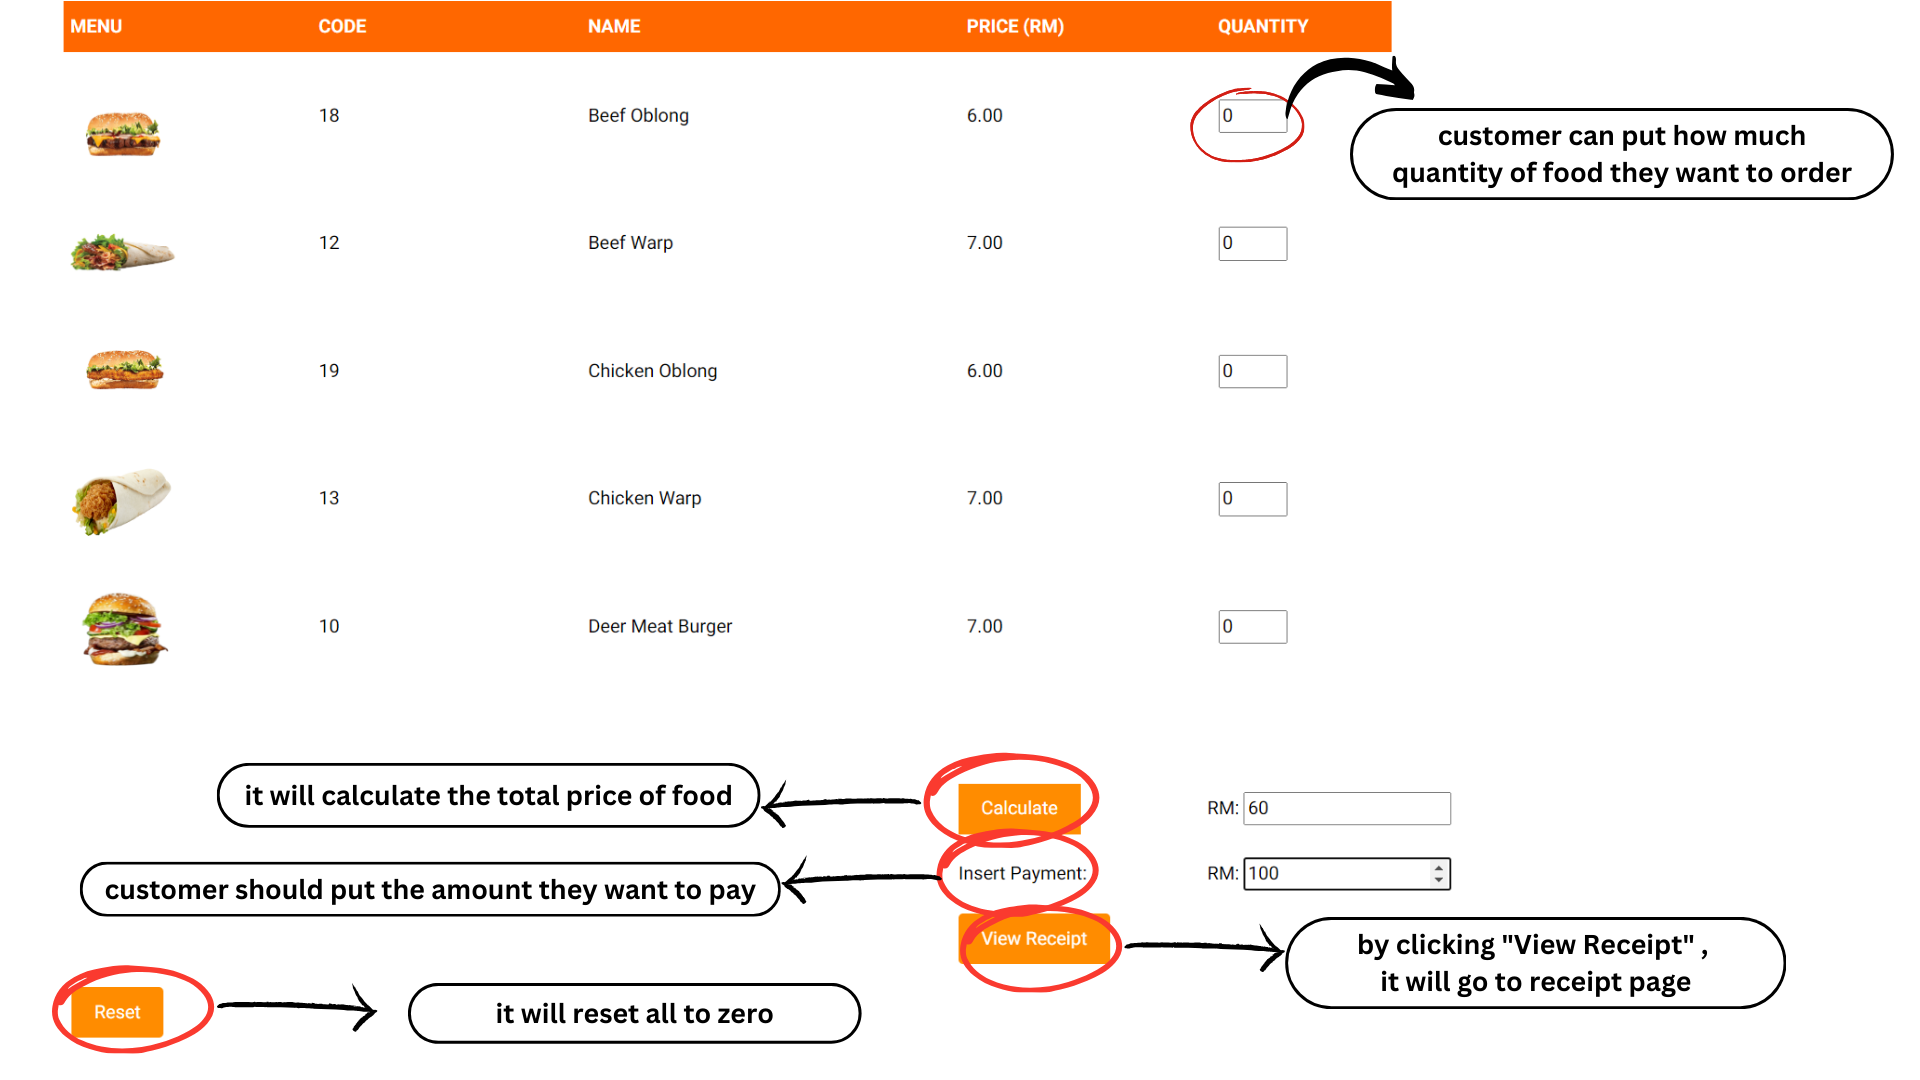 MENU CODE NAME PRICE (RM) QUANTITY
18 Beef Oblong 6.00 0
customer can put how much
quantity of food they want to order
12 Beef Warp 7.00 0
19 Chicken Oblong 6.00 0
13 Chicken Warp 7.00 0
10 Deer Meat Burger 7.00 0
it will calculate the total price of food
Calculate RM: 60
customer should put the amount they want to pay
Insert Payment: RM: 100
View Receipt
by clicking "View Receipt" ,
it will go to receipt page
Reset
it will reset all to zero